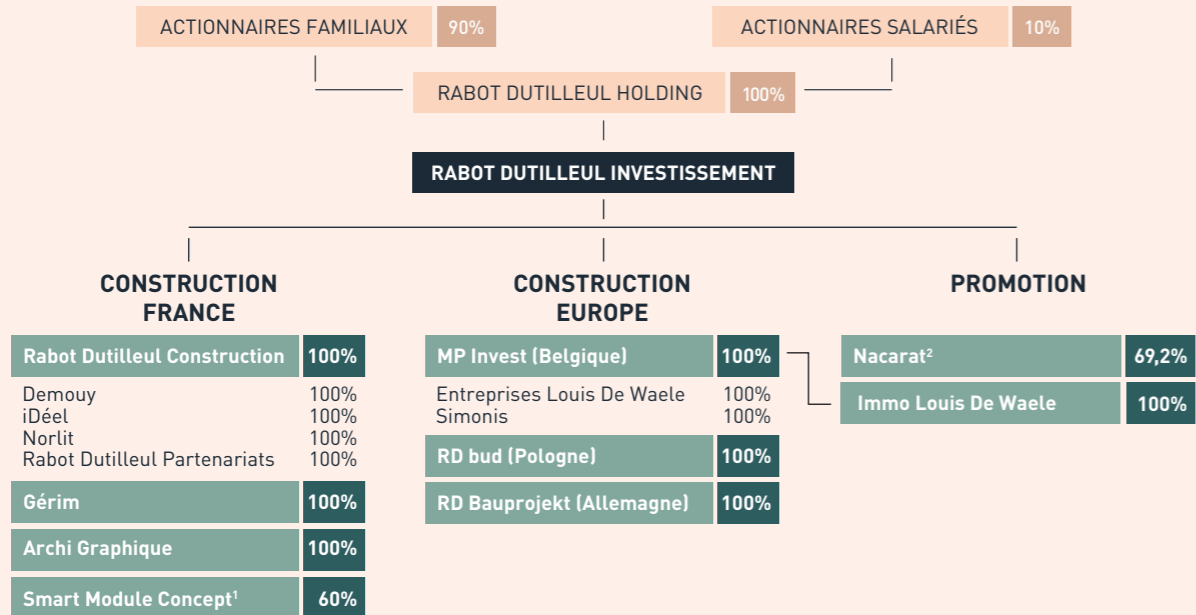 ACTIONNAIRES FAMILIAUX 90%
ACTIONNAIRES SALARIÉS 10%
RABOT DUTILLEUL HOLDING 100%
RABOT DUTILLEUL INVESTISSEMENT
CONSTRUCTION
FRANCE
Rabot Dutilleul Construction 100%
Demouy 100%
iDéel 100%
Norlit 100%
Rabot Dutilleul Partenariats 100%
Gérim 100%
Archi Graphique 100%
Smart Module Concept¹ 60%
CONSTRUCTION
EUROPE
MP Invest (Belgique) 100%
Entreprises Louis De Waele 100%
Simonis 100%
RD bud (Pologne) 100%
RD Bauprojekt (Allemagne) 100%
PROMOTION
Nacarat² 69,2%
Immo Louis De Waele 100%